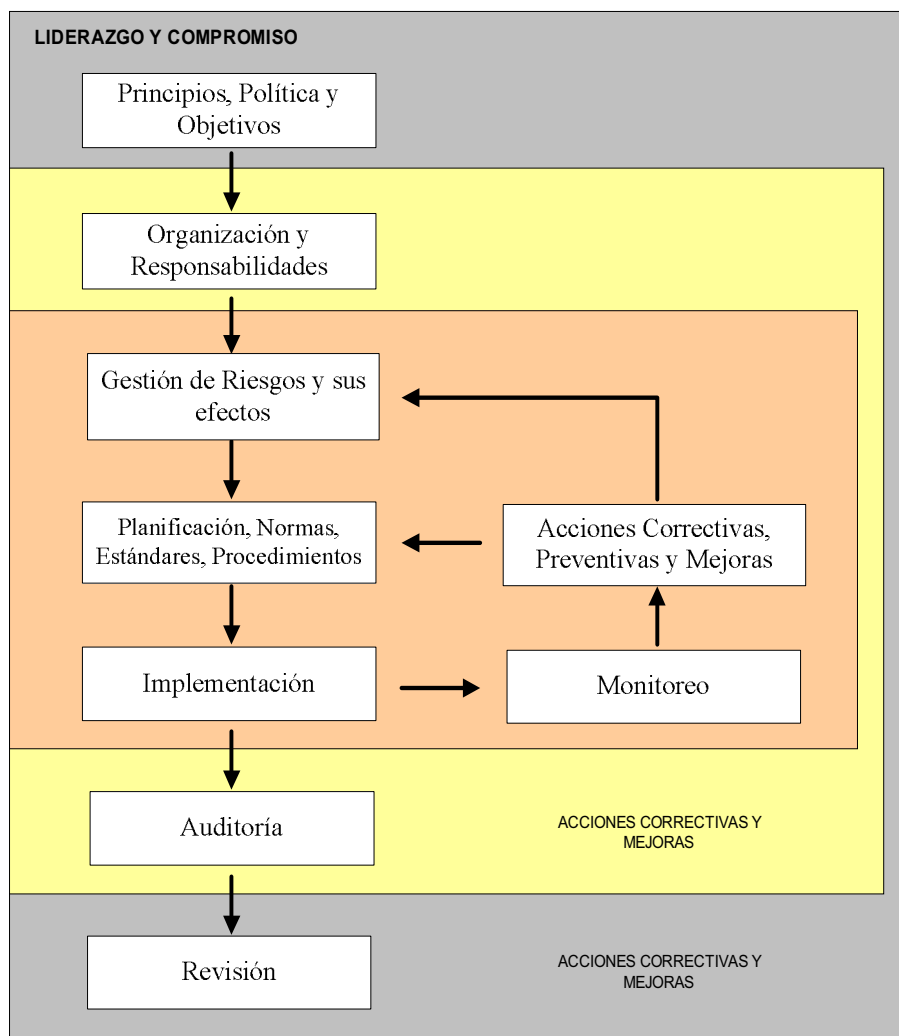 LIDERAZGO Y COMPROMISO
Principios, Política y
Objetivos
Organización y
Responsabilidades
Gestión de Riesgos y sus
efectos
Planificación, Normas,
Estándares, Procedimientos
Acciones Correctivas,
Preventivas y Mejoras
Implementación
Monitoreo
Auditoría
ACCIONES CORRECTIVAS Y
MEJORAS
Revisión
ACCIONES CORRECTIVAS Y
MEJORAS